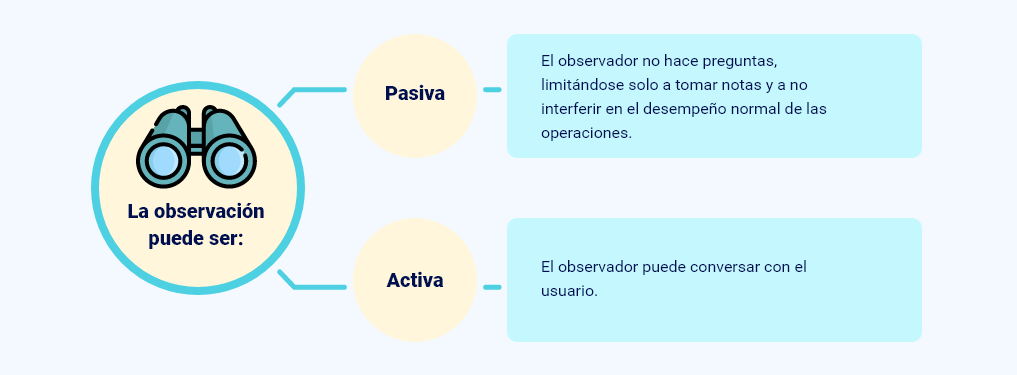 La observación
puede ser:
Pasiva
El observador no hace preguntas,
limitándose solo a tomar notas y a no
interferir en el desempeño normal de las
operaciones.
Activa
El observador puede conversar con el
usuario.